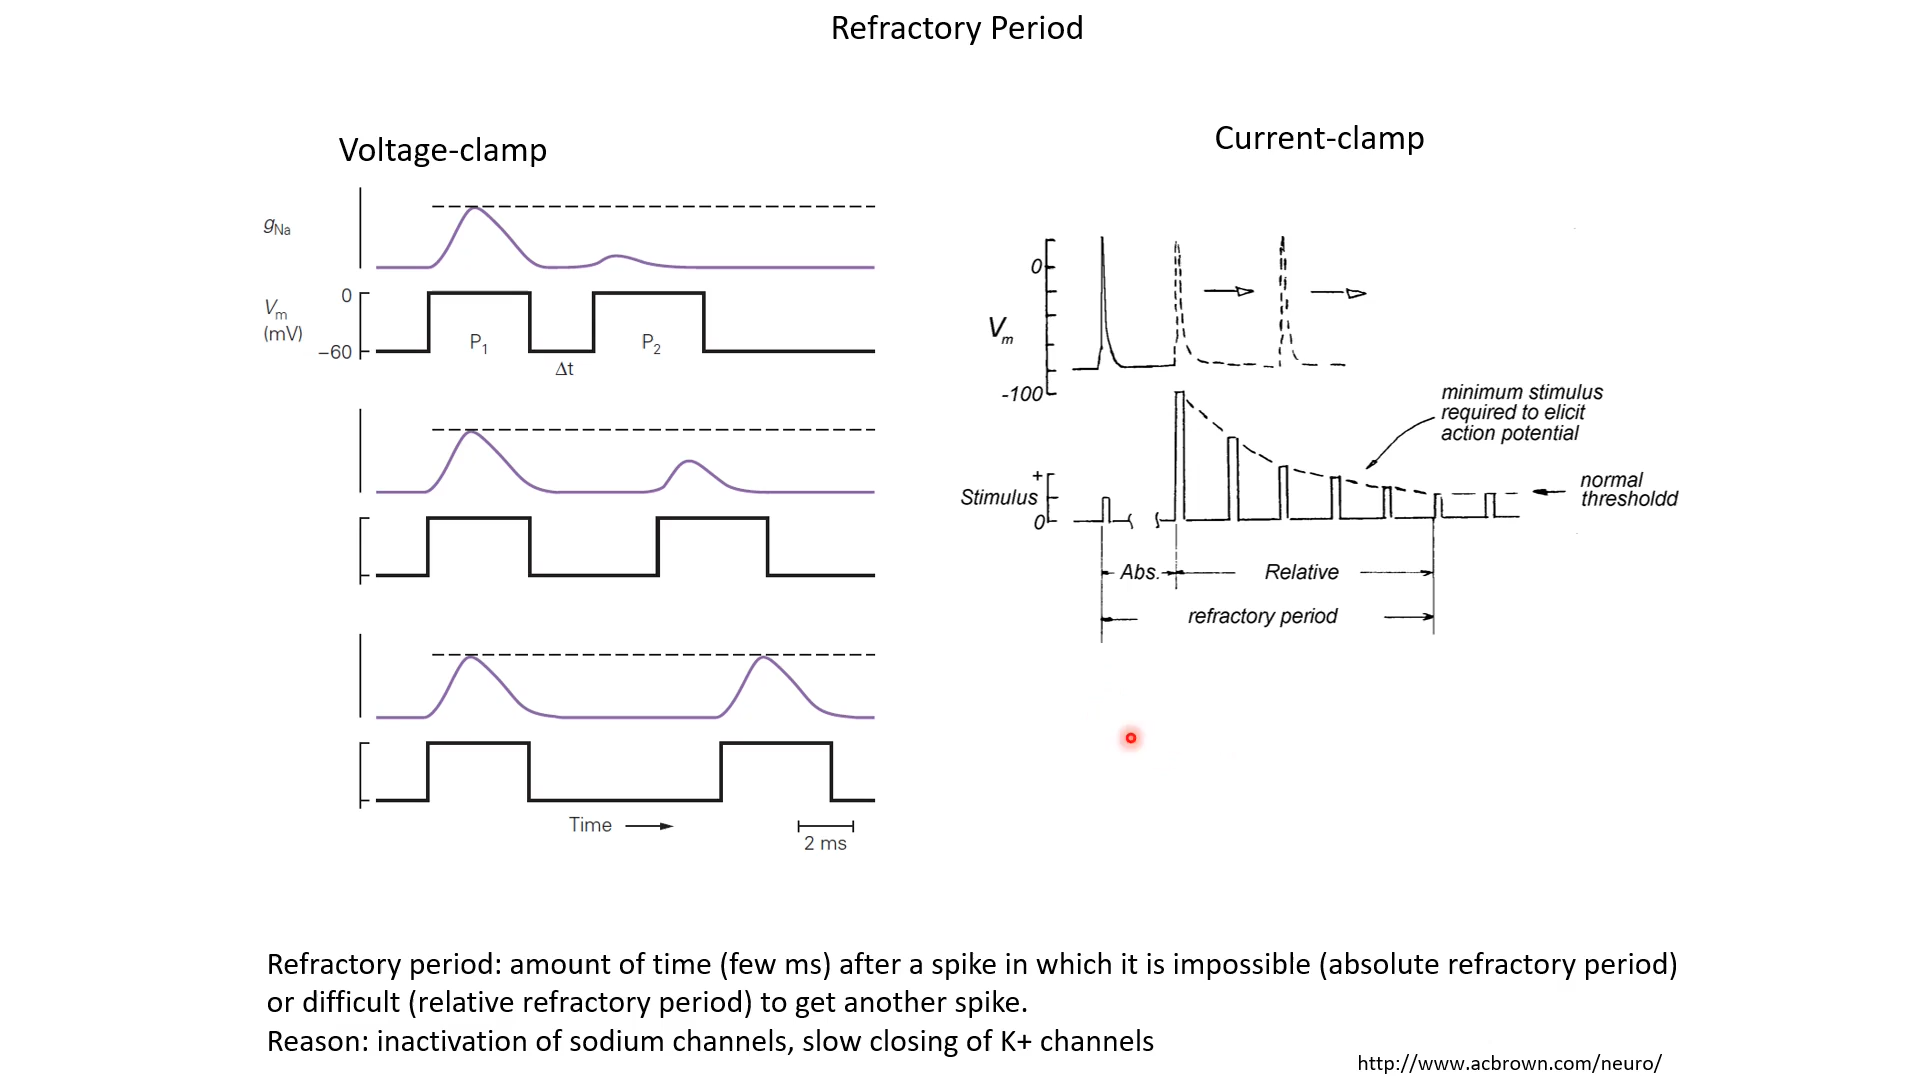 Refractory Period
Voltage-clamp
gNa
Vm
(mV)
0
-60
P1
P2
Δt
Time
2 ms
Current-clamp
0
Vm
-100
minimum stimulus
required to elicit
action potential
+
Stimulus
0
normal
thresholdd
Abs.
Relative
refractory period
Refractory period: amount of time (few ms) after a spike in which it is impossible (absolute refractory period)
or difficult (relative refractory period) to get another spike.
Reason: inactivation of sodium channels, slow closing of K+ channels
http://www.acbrown.com/neuro/